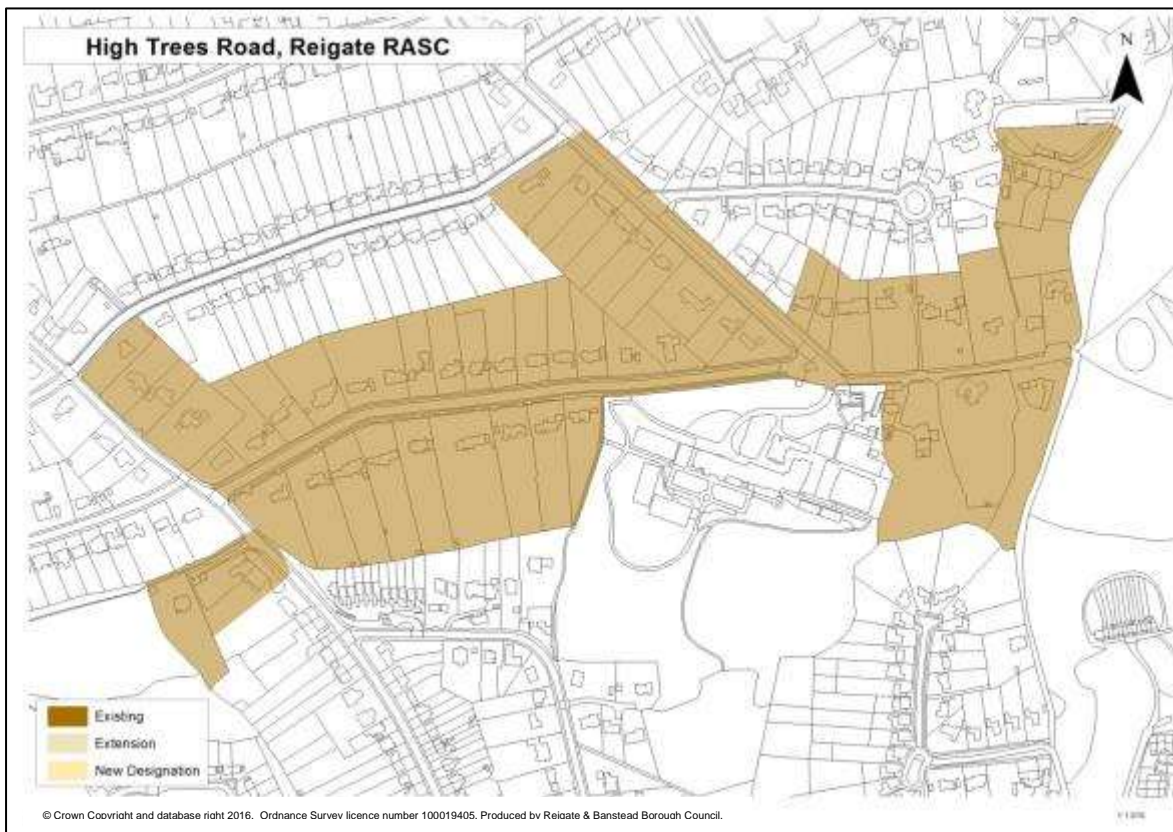 High Trees Road, Reigate RASC
N
Existing
Extension
New Designation
© Crown Copyright and database right 2016. Ordnance Survey licence number 100019405. Produced by Reigate & Banstead Borough Council.